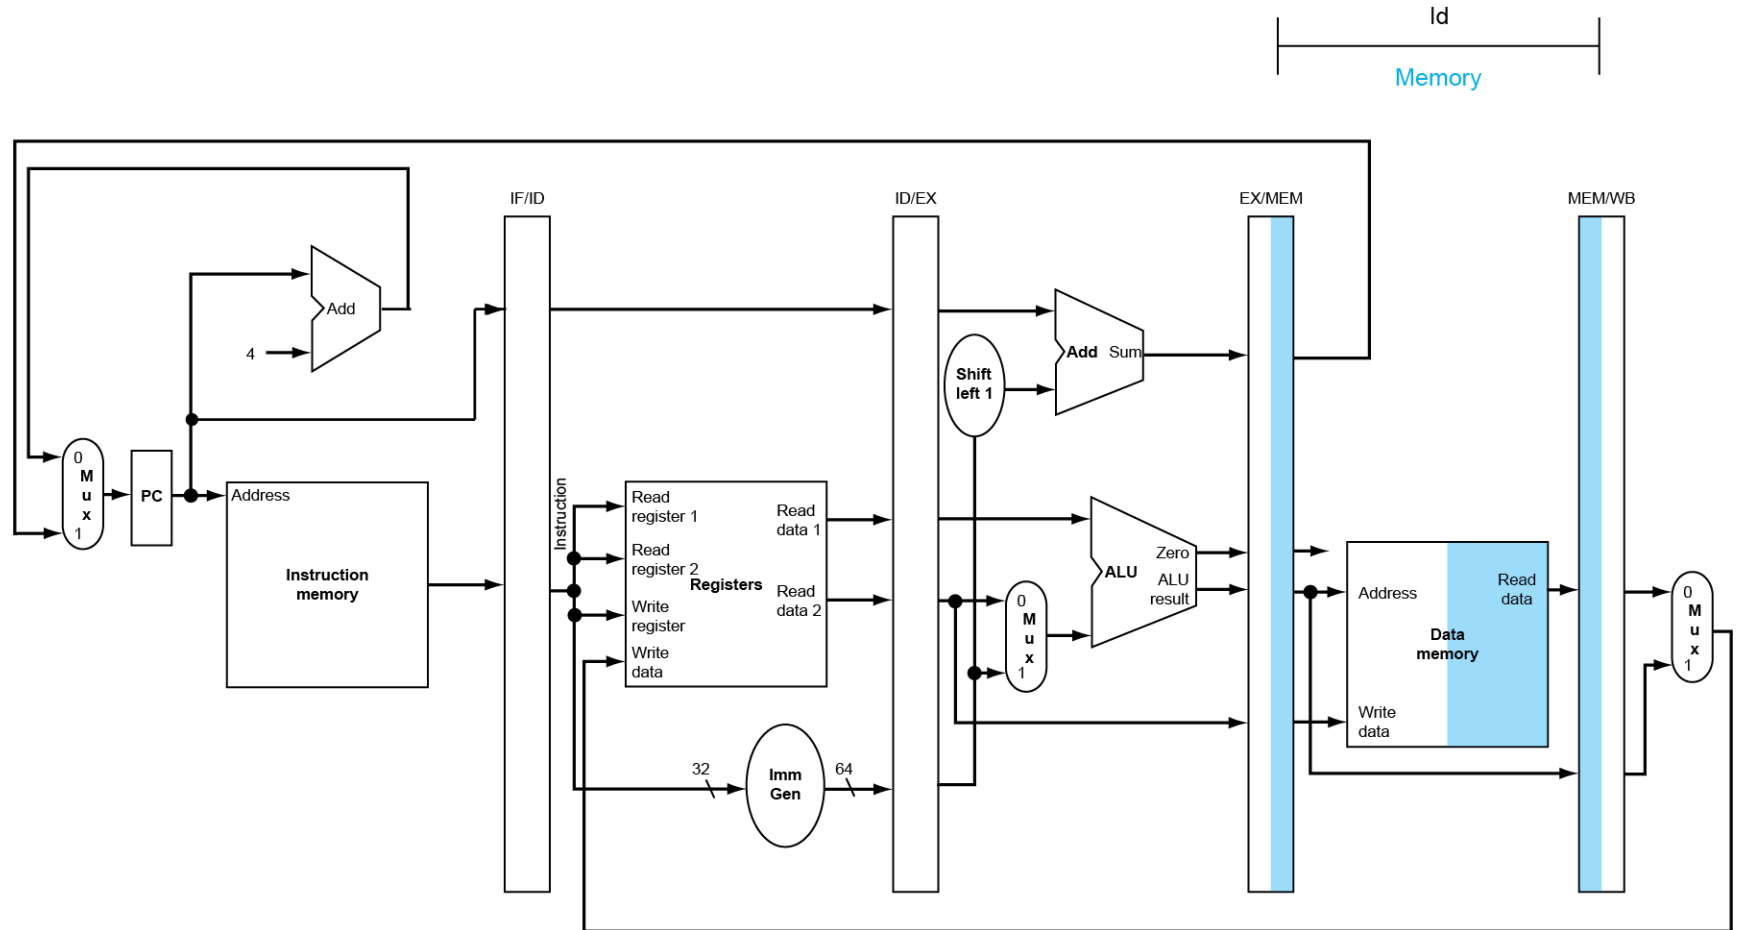 ld
Memory
IF/ID
ID/EX
EX/MEM
MEM/WB
Add
4
Add Sum
Shift
left 1
0
M
u
x
1
PC
Address
Instruction
memory
Instruction
Read
register 1
Read
register 2
Write
register
Write
data
Registers
Read
data 1
Read
data 2
0
M
u
x
1
ALU
Zero
ALU
result
Address
Read
data
Data
memory
Write
data
0
M
u
x
1
32
Imm
Gen
64